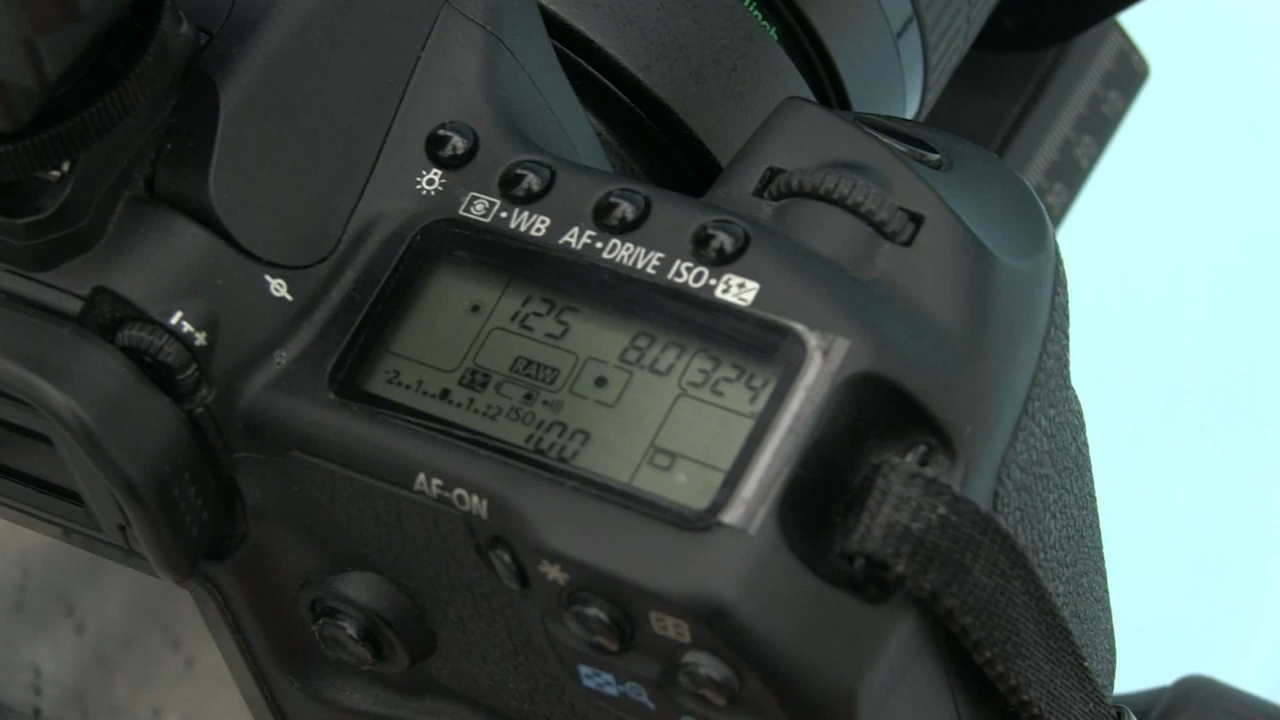 WB
AF•DRIVE
ISO•
125
8.0
324
RAW
-2..1..0..1..2
ISO
100
AF-ON